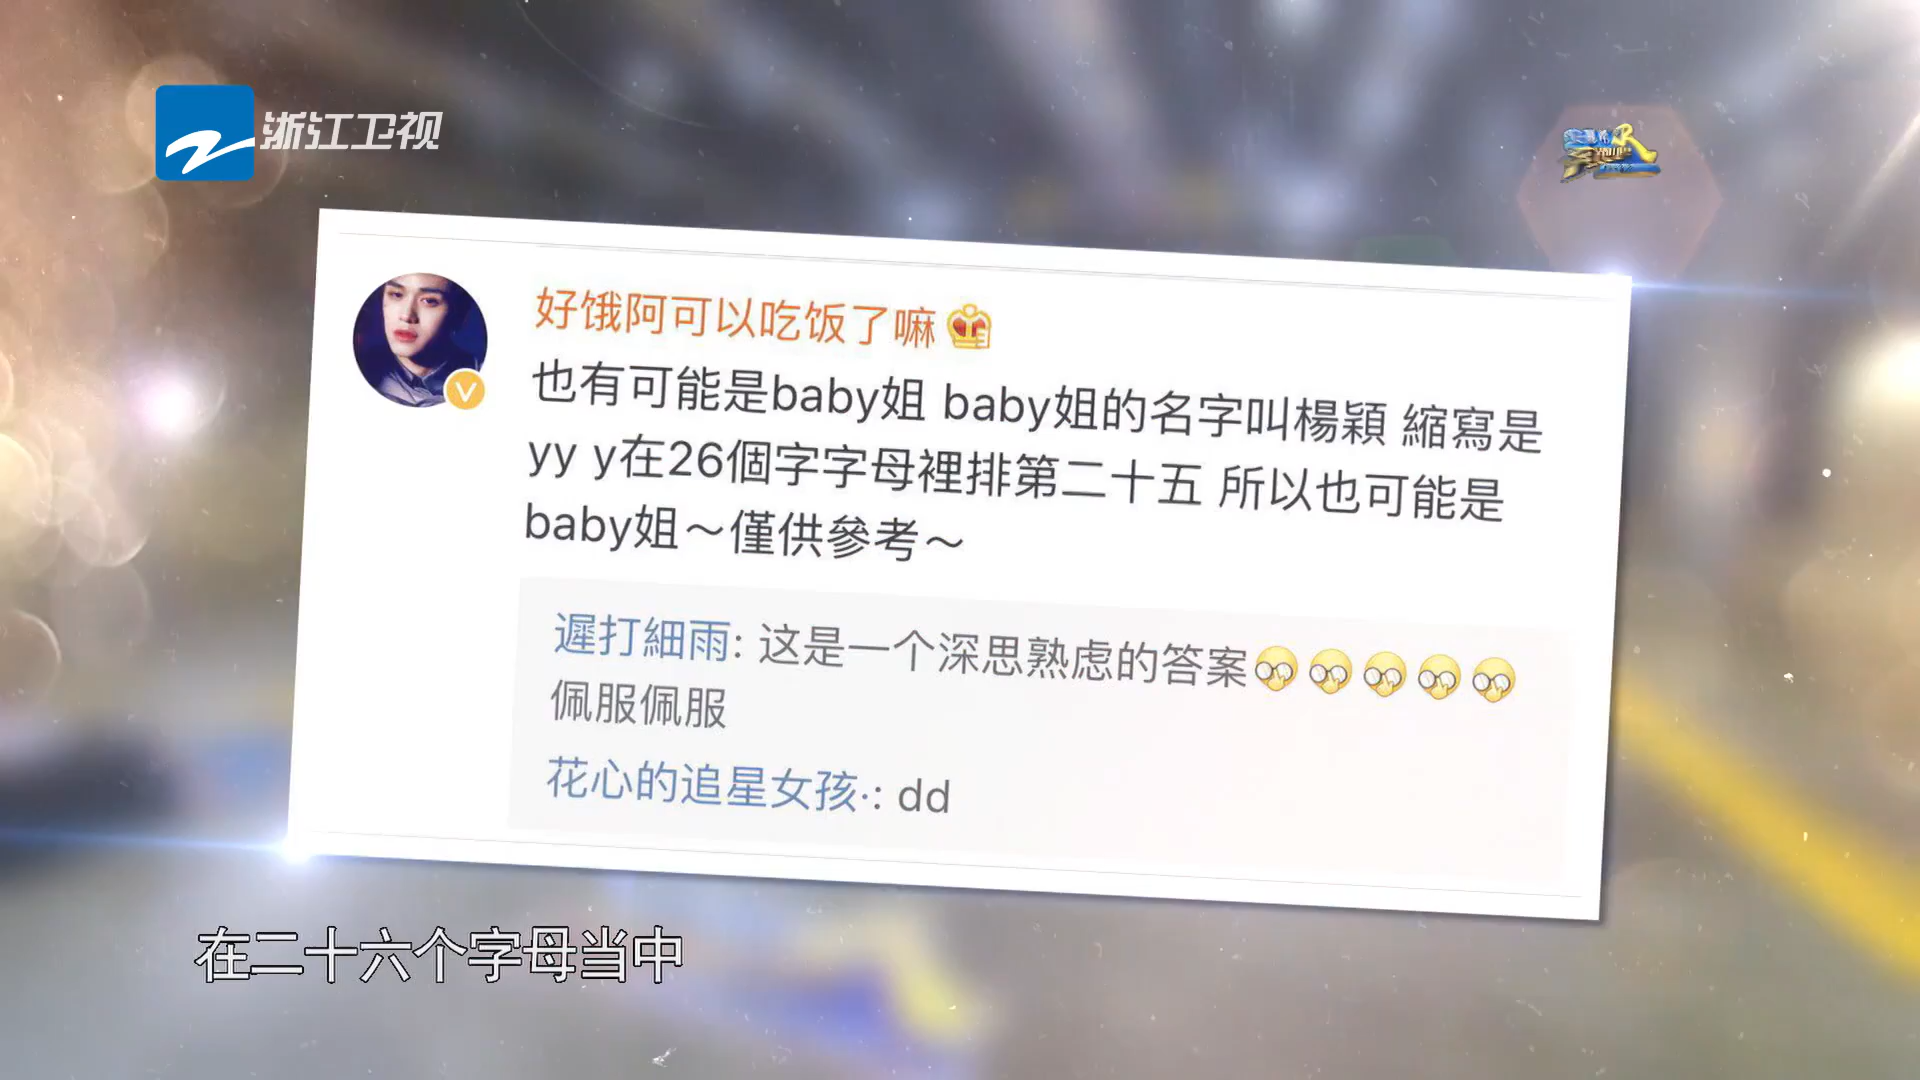 浙江卫视
好饿阿可以吃饭了嘛
也有可能是baby姐 baby姐的名字叫楊穎 縮寫是
yy y在26個字字母裡排第二十五 所以也可能是
baby姐～僅供參考～
遲打細雨: 这是一个深思熟虑的答案
佩服佩服
花心的追星女孩·: dd
在二十六个字母当中